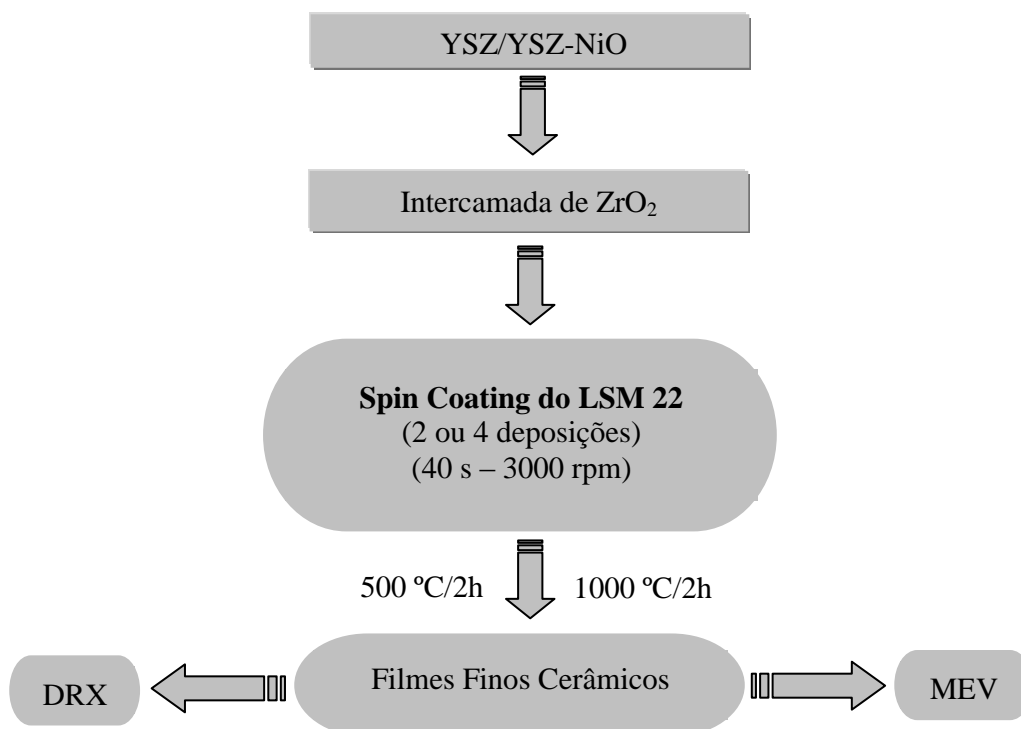 YSZ/YSZ-NiO
Intercamada de ZrO₂
Spin Coating do LSM 22
(2 ou 4 deposições)
(40 s – 3000 rpm)
500 ºC/2h
1000 ºC/2h
DRX
Filmes Finos Cerâmicos
MEV